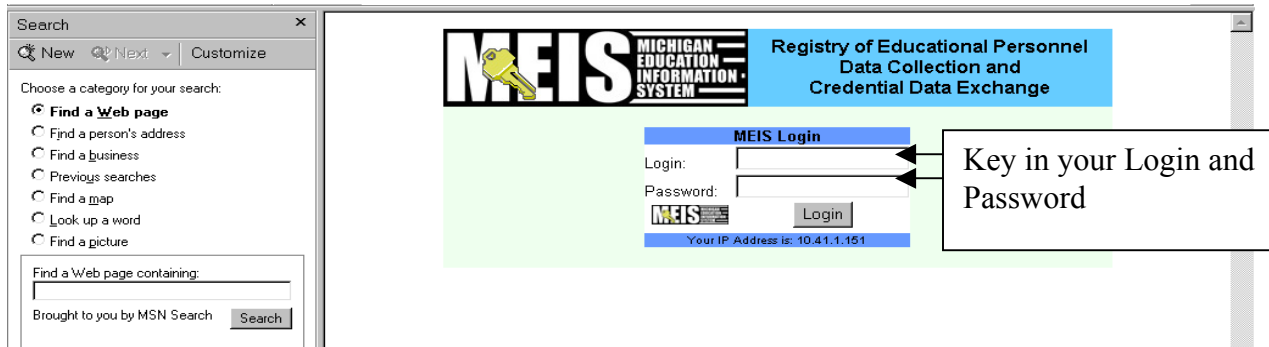 Search
New Next Customize
Choose a category for your search:
Find a Web page
Find a person's address
Find a business
Previous searches
Find a map
Look up a word
Find a picture
Find a Web page containing:
Brought to you by MSN Search Search
MEIS MICHIGAN
EDUCATION
INFORMATION
SYSTEM
Registry of Educational Personnel
Data Collection and
Credential Data Exchange
MEIS Login
Login:
Password:
MEIS Login
Your IP Address is: 10.41.1.151
Key in your Login and
Password